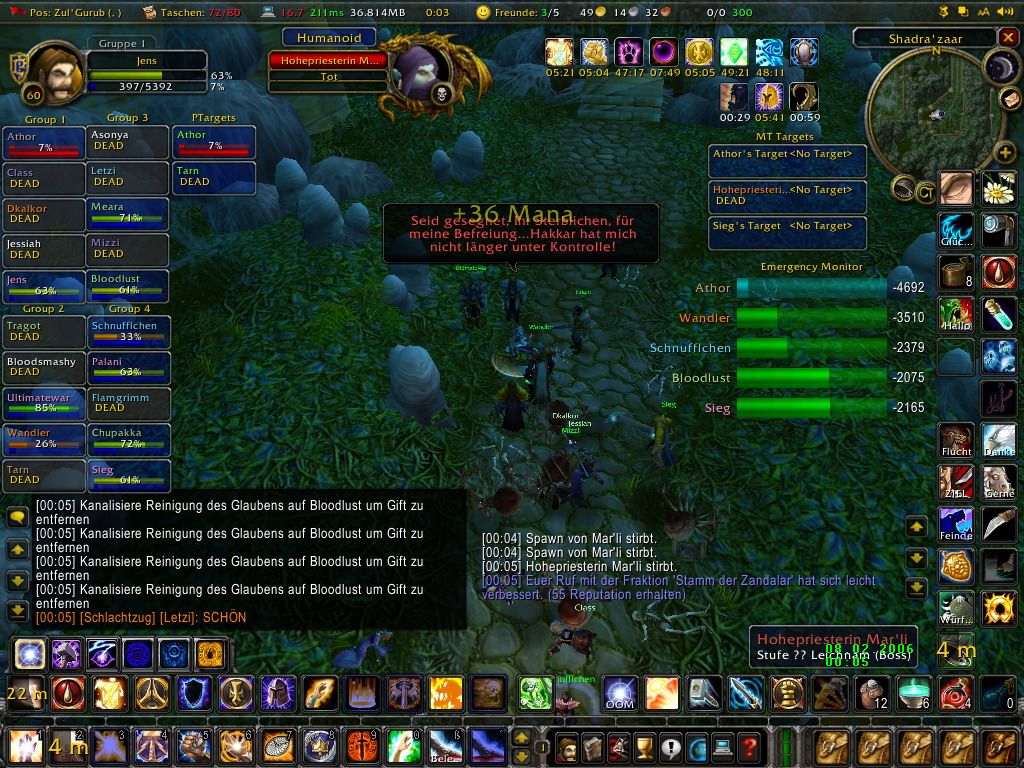 Pos: Zul'Gurub (, )
Taschen: 72/80
16.7 211ms 36.814MB
0:03
Freunde: 3/5
49 14 32
0/0 300
Gruppe 1
Jens
63%
397/5392
7%
60
Humanoid
Hohepriesterin M...
Tot
05:21 05:04 47:17 07:49 05:05 49:21 48:11
00:29 05:41 00:59
Shadra'zaar
N
Group 1
Athor
7%
Class
DEAD
Dkalkor
DEAD
Jessiah
DEAD
Jens
63%
Group 3
Asonya
DEAD
Letzi
DEAD
Meara
71%
Mizzi
DEAD
Bloodlust
61%
PTargets
Athor
7%
Tarn
DEAD
Group 2
Tragot
DEAD
Bloodsmashy
DEAD
Ultimatewar
85%
Wandler
26%
Tarn
DEAD
Group 4
Schnufflchen
33%
Palani
63%
Flamgrimm
DEAD
Chupakka
72%
Sieg
61%
MT Targets
Athor's Target <No Target>
Hohepriesteri...<No Target>
DEAD
Sieg's Target <No Target>
+36 Mana
Seid gesegnet, ihr Sterblichen, für
meine Befreiung...Hakkar hat mich
nicht länger unter Kontrolle!
Emergency Monitor
Athor -4692
Wandler -3510
Schnufflchen -2379
Bloodlust -2075
Sieg -2165
Wandler
Sieg
Dkalkor
Jessiah
Mizzi
[00:05] Kanalisiere Reinigung des Glaubens auf Bloodlust um Gift zu
entfernen
[00:05] Kanalisiere Reinigung des Glaubens auf Bloodlust um Gift zu
entfernen
[00:05] Kanalisiere Reinigung des Glaubens auf Bloodlust um Gift zu
entfernen
[00:05] Kanalisiere Reinigung des Glaubens auf Bloodlust um Gift zu
entfernen
[00:05] [Schlachtzug] [Letzi]: SCHÖN
[00:04] Spawn von Mar'li stirbt.
[00:04] Spawn von Mar'li stirbt.
[00:05] Hohepriesterin Mar'li stirbt.
[00:05] Euer Ruf mit der Fraktion 'Stamm der Zandalar' hat sich leicht
verbessert. (55 Reputation erhalten)
Class
Hohepriesterin Mar'li
Stufe ?? Leichnam (Boss)
08.02.2006
00:05
4 m
Glüc...
8
Hallo
Flucht
Danke
ZIEL
Gerne
Feinde
Würf...
22 m
OOM
12
6
4
0
4 m
Bele...